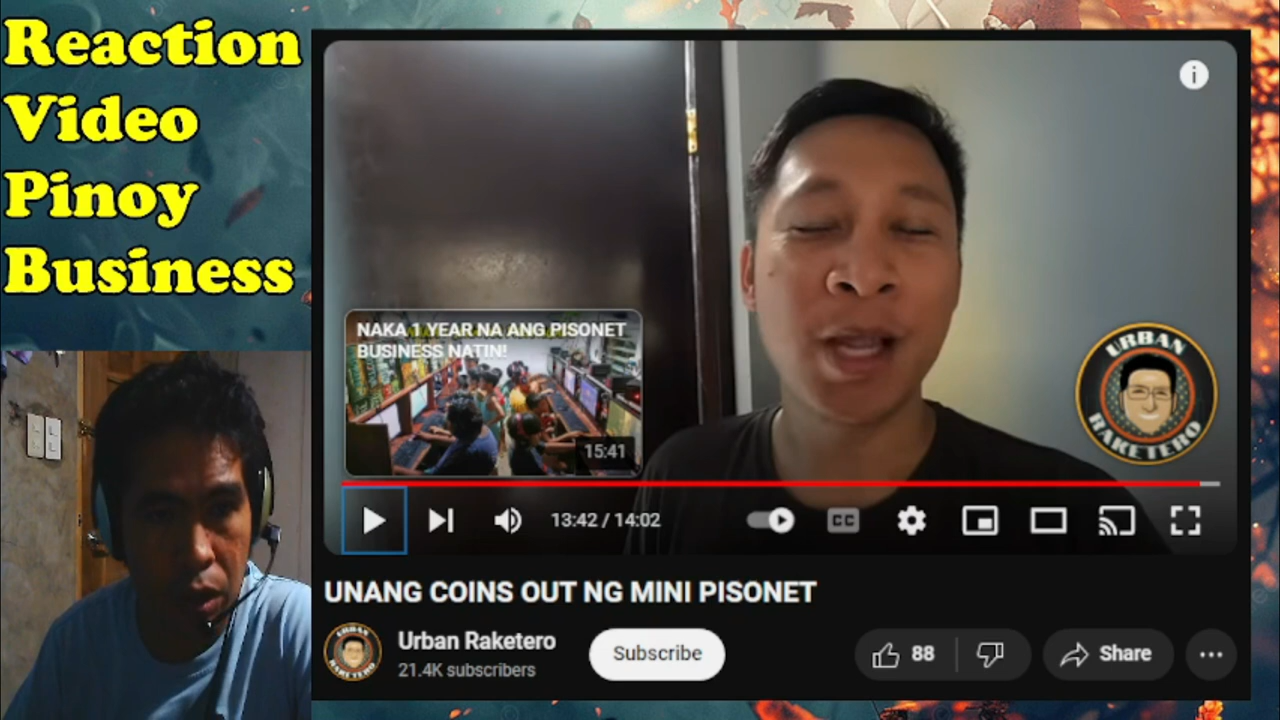 Reaction
Video
Pinoy
Business
NAKA 1 YEAR NA ANG PISONET
BUSINESS NATIN!
15:41
URBAN
RAKETERO
13:42 / 14:02
CC
UNANG COINS OUT NG MINI PISONET
Urban Raketero
21.4K subscribers
Subscribe
88
Share